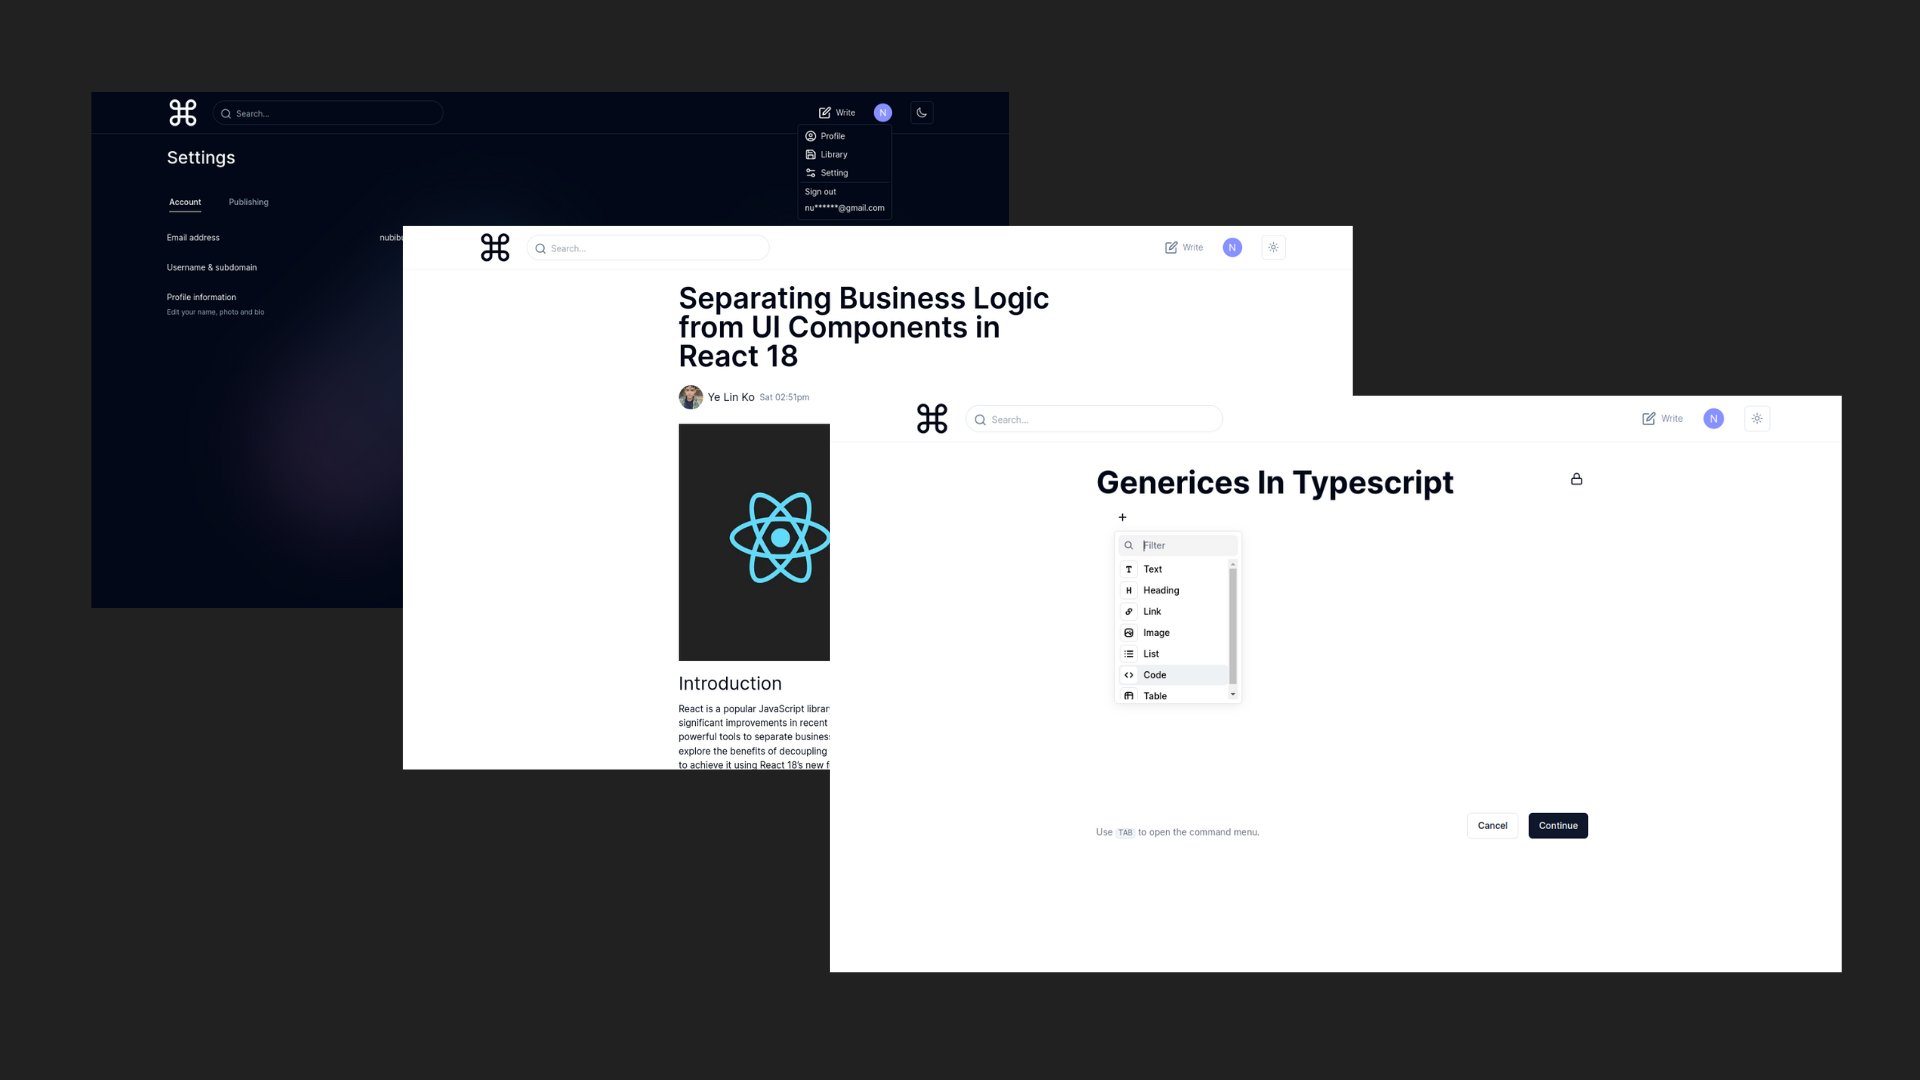 Search...
Write
N
Profile
Library
Setting
Sign out
nu******@gmail.com
Settings
Account
Publishing
Email address
nubibu
Username & subdomain
Profile information
Edit your name, photo and bio
Search...
Write
N
Separating Business Logic
from UI Components in
React 18
Ye Lin Ko Sat 02:51pm
Introduction
React is a popular JavaScript librar
significant improvements in recent
powerful tools to separate business
explore the benefits of decoupling
to achieve it using React 18's new f
Search...
Write
N
Generices In Typescript
+
Filter
T Text
H Heading
Link
Image
List
Code
Table
Use TAB to open the command menu.
Cancel
Continue